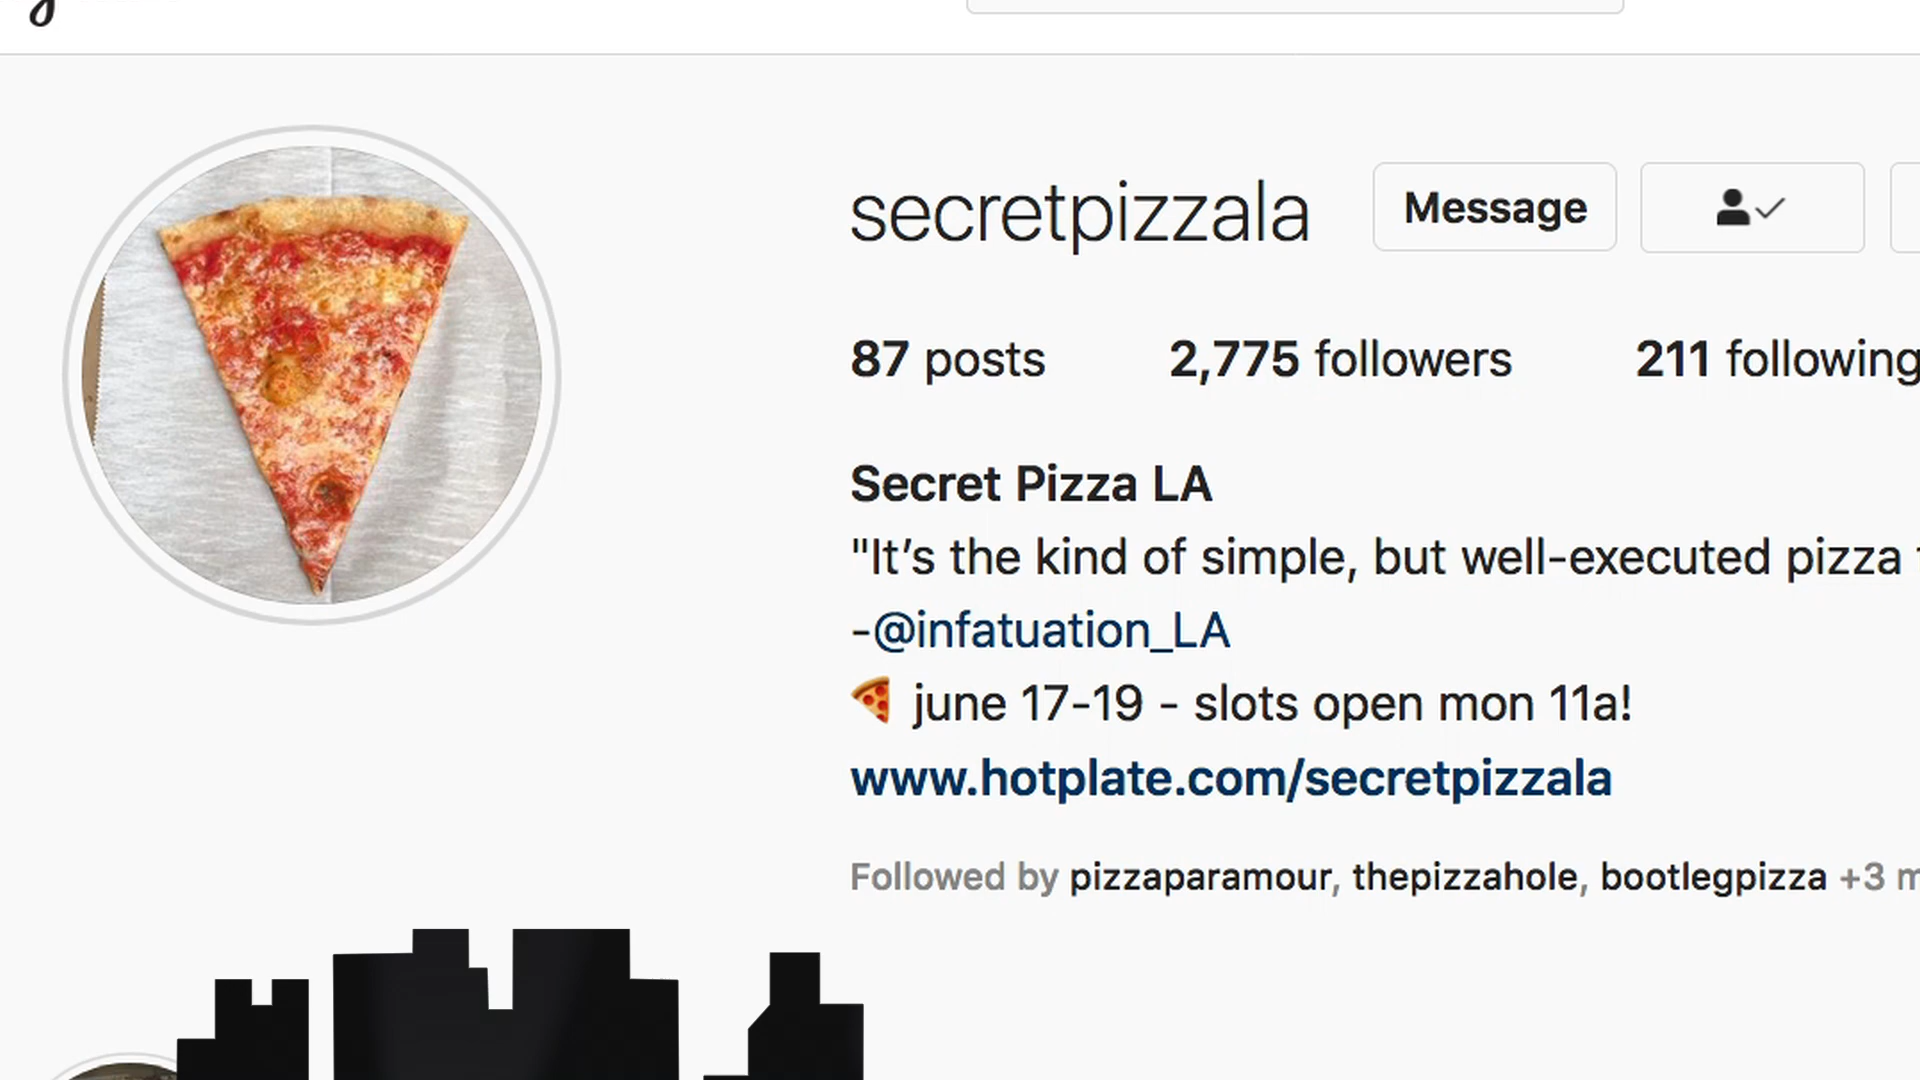 secretpizzala Message
87 posts 2,775 followers 211 following
Secret Pizza LA
"It’s the kind of simple, but well-executed pizza
-@infatuation_LA
🍕 june 17-19 - slots open mon 11a!
www.hotplate.com/secretpizzala
Followed by pizzaparamour, thepizzahole, bootlegpizza +3